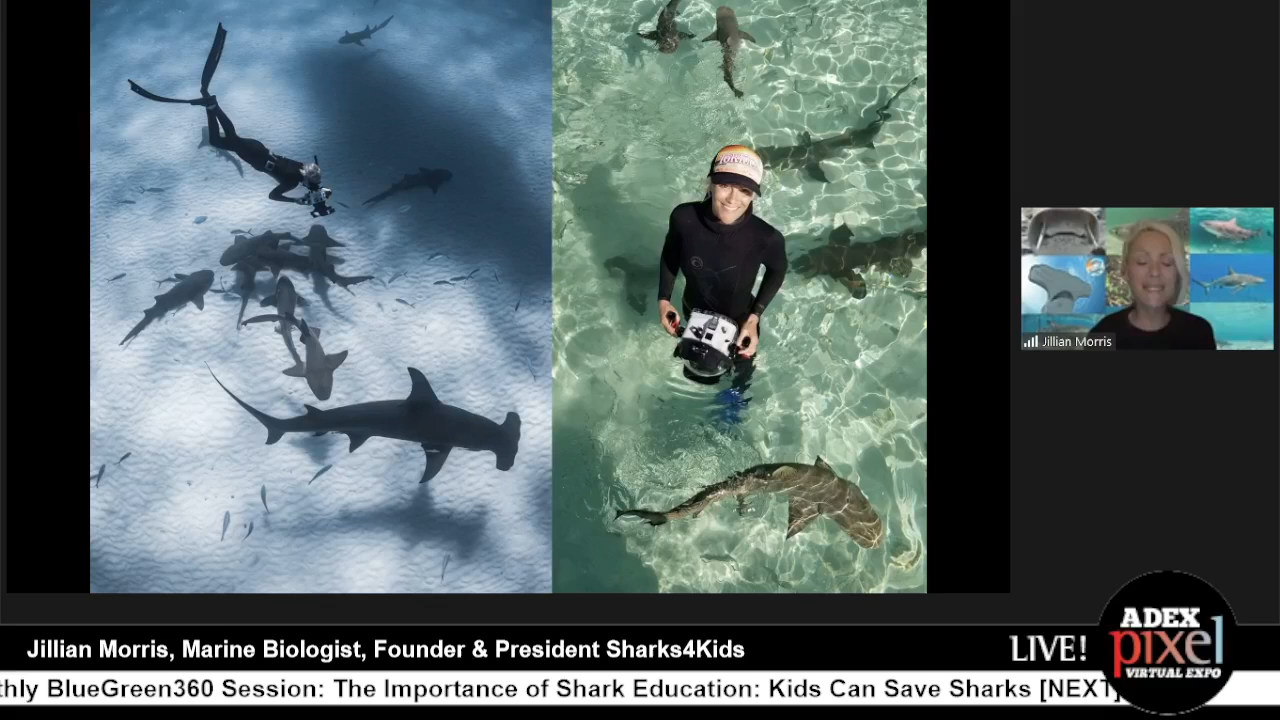 Jillian Morris
Jillian Morris, Marine Biologist, Founder & President Sharks4Kids
LIVE!
ADEX
pixel
VIRTUAL EXPO
thly BlueGreen360 Session: The Importance of Shark Education: Kids Can Save Sharks [NEXT]